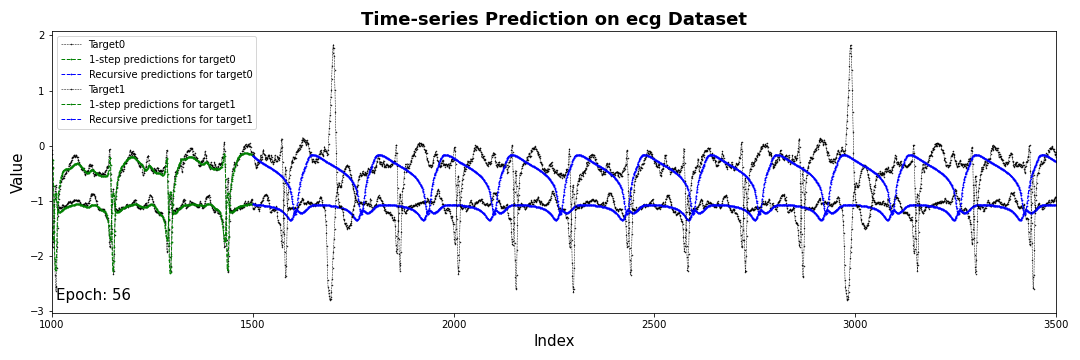 Time-series Prediction on ecg Dataset
Target0
1-step predictions for target0
Recursive predictions for target0
Target1
1-step predictions for target1
Recursive predictions for target1
Value
2
1
0
−1
−2
−3
Epoch: 56
1000
1500
2000
2500
3000
3500
Index